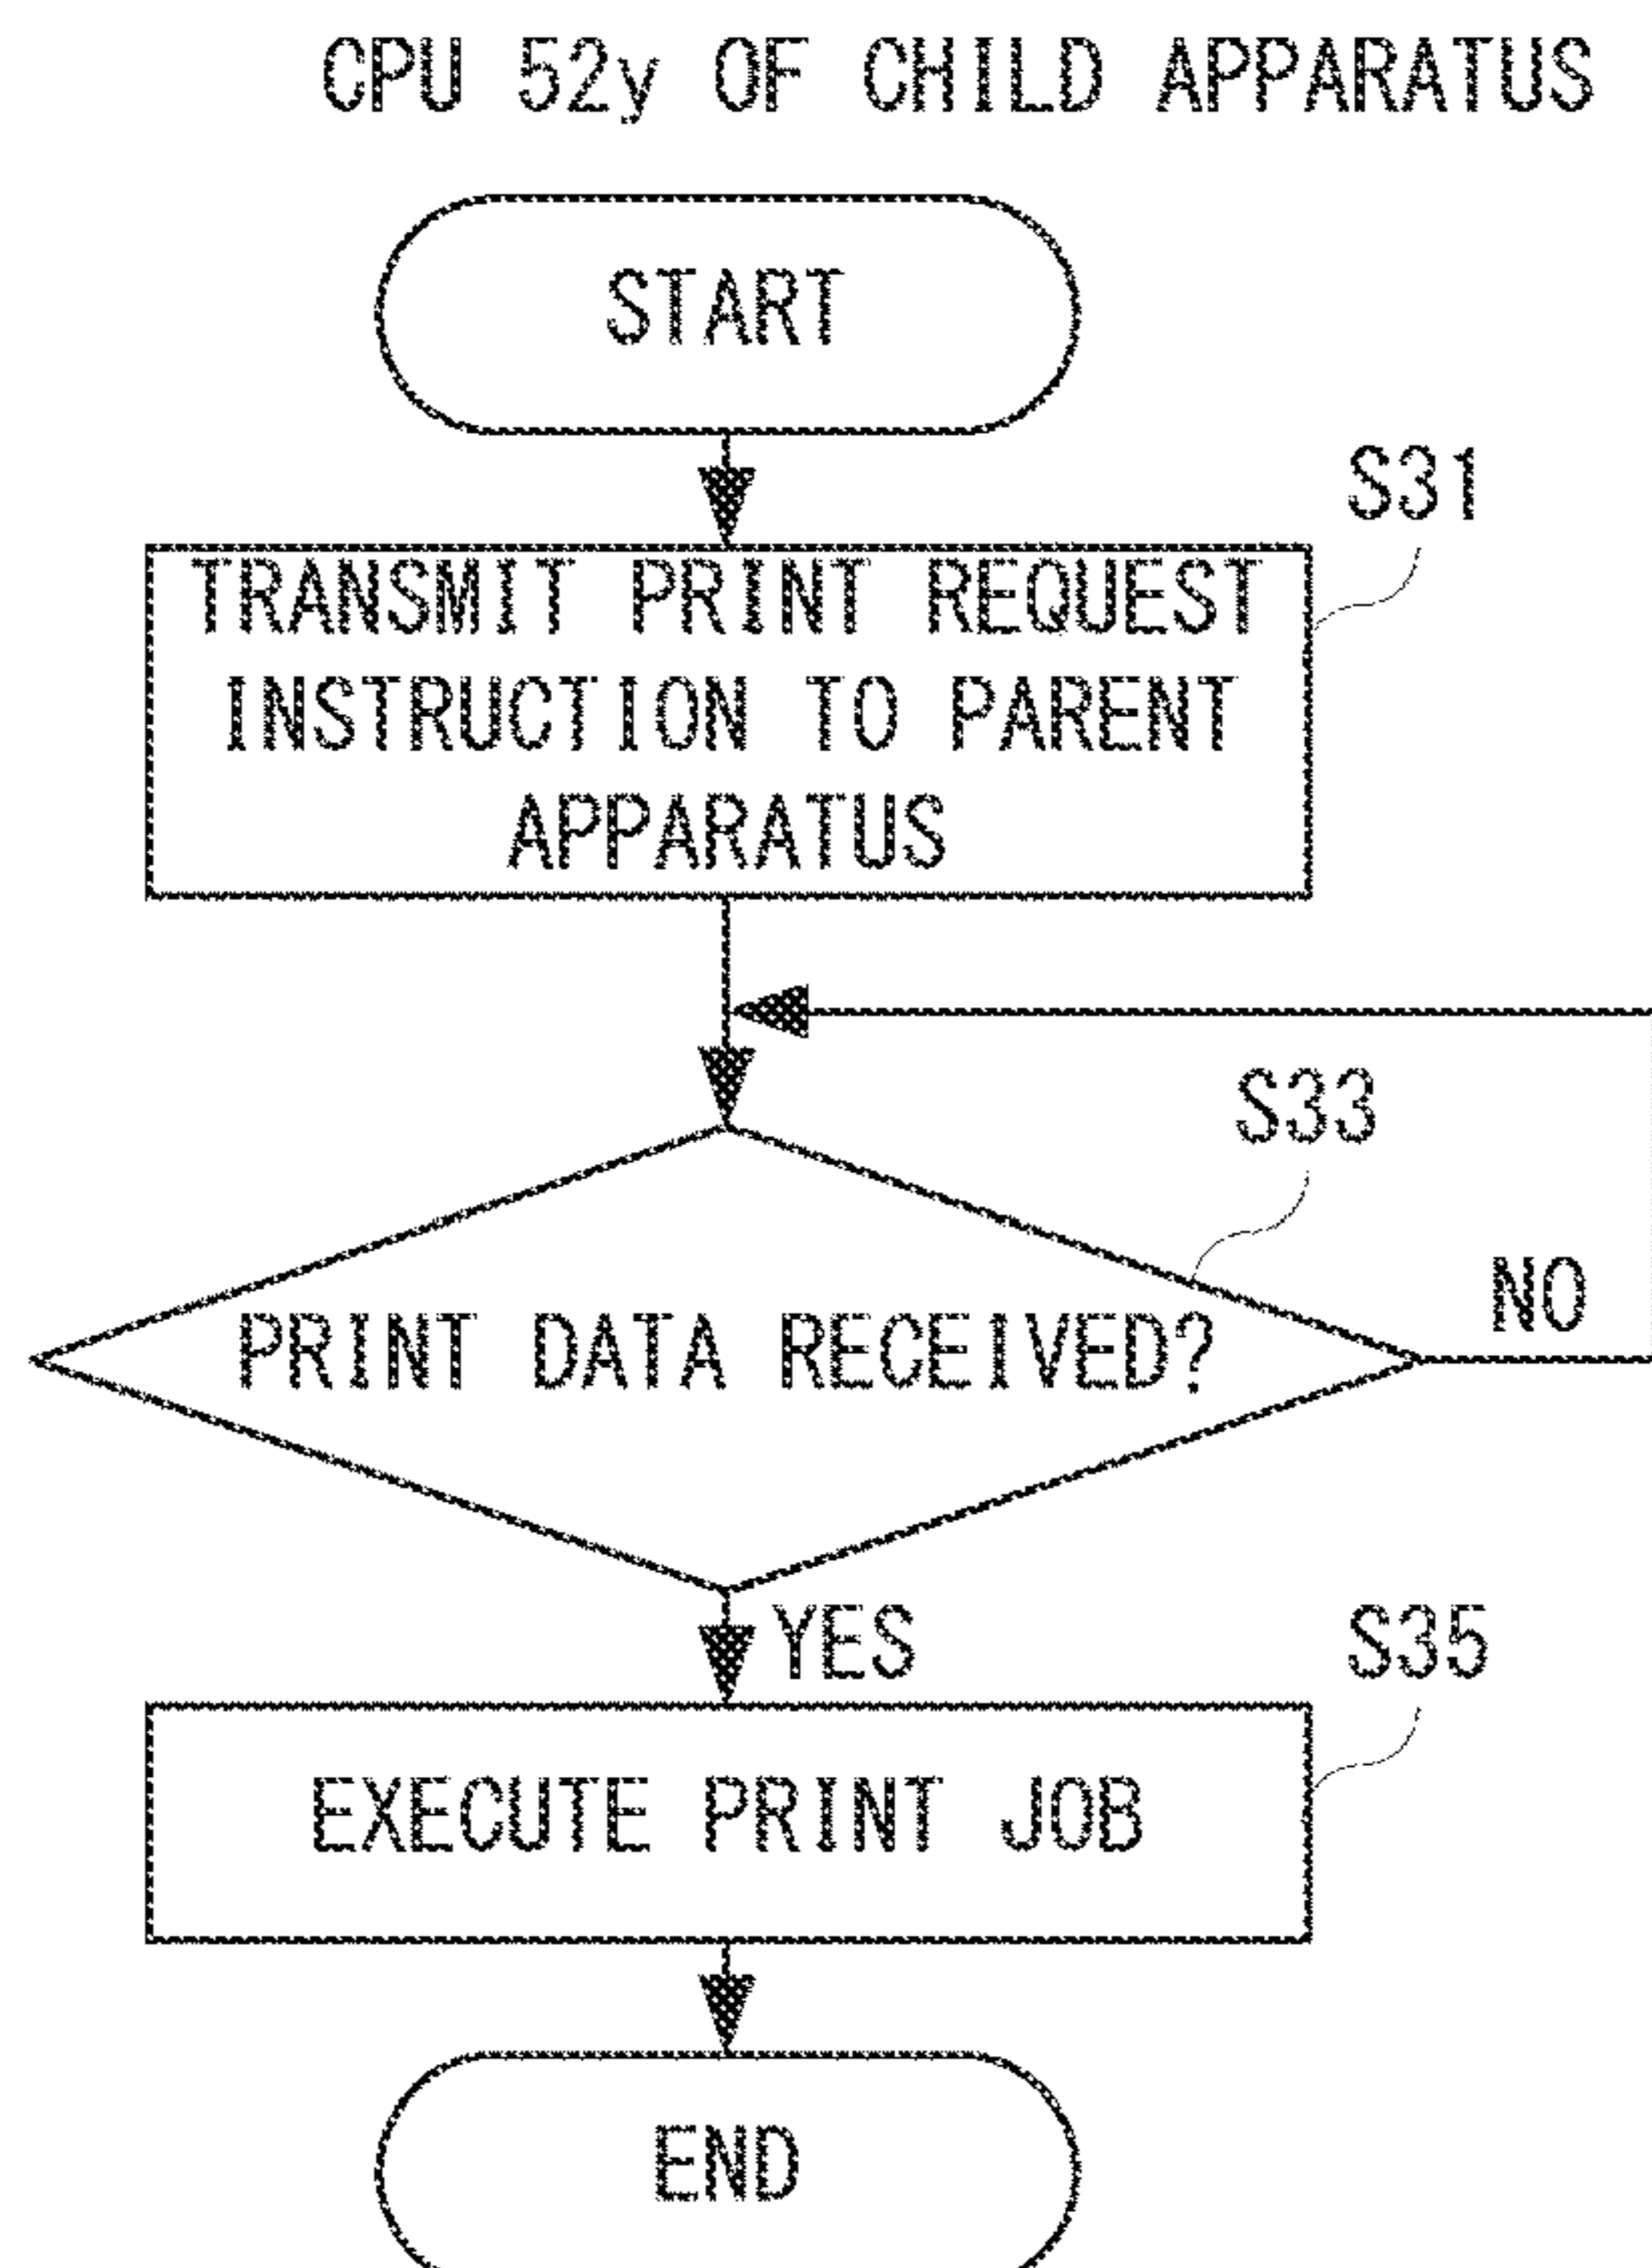 CPU 52y OF CHILD APPARATUS
START
S31
TRANSMIT PRINT REQUEST
INSTRUCTION TO PARENT
APPARATUS
S33
NO
PRINT DATA RECEIVED?
YES
S35
EXECUTE PRINT JOB
END